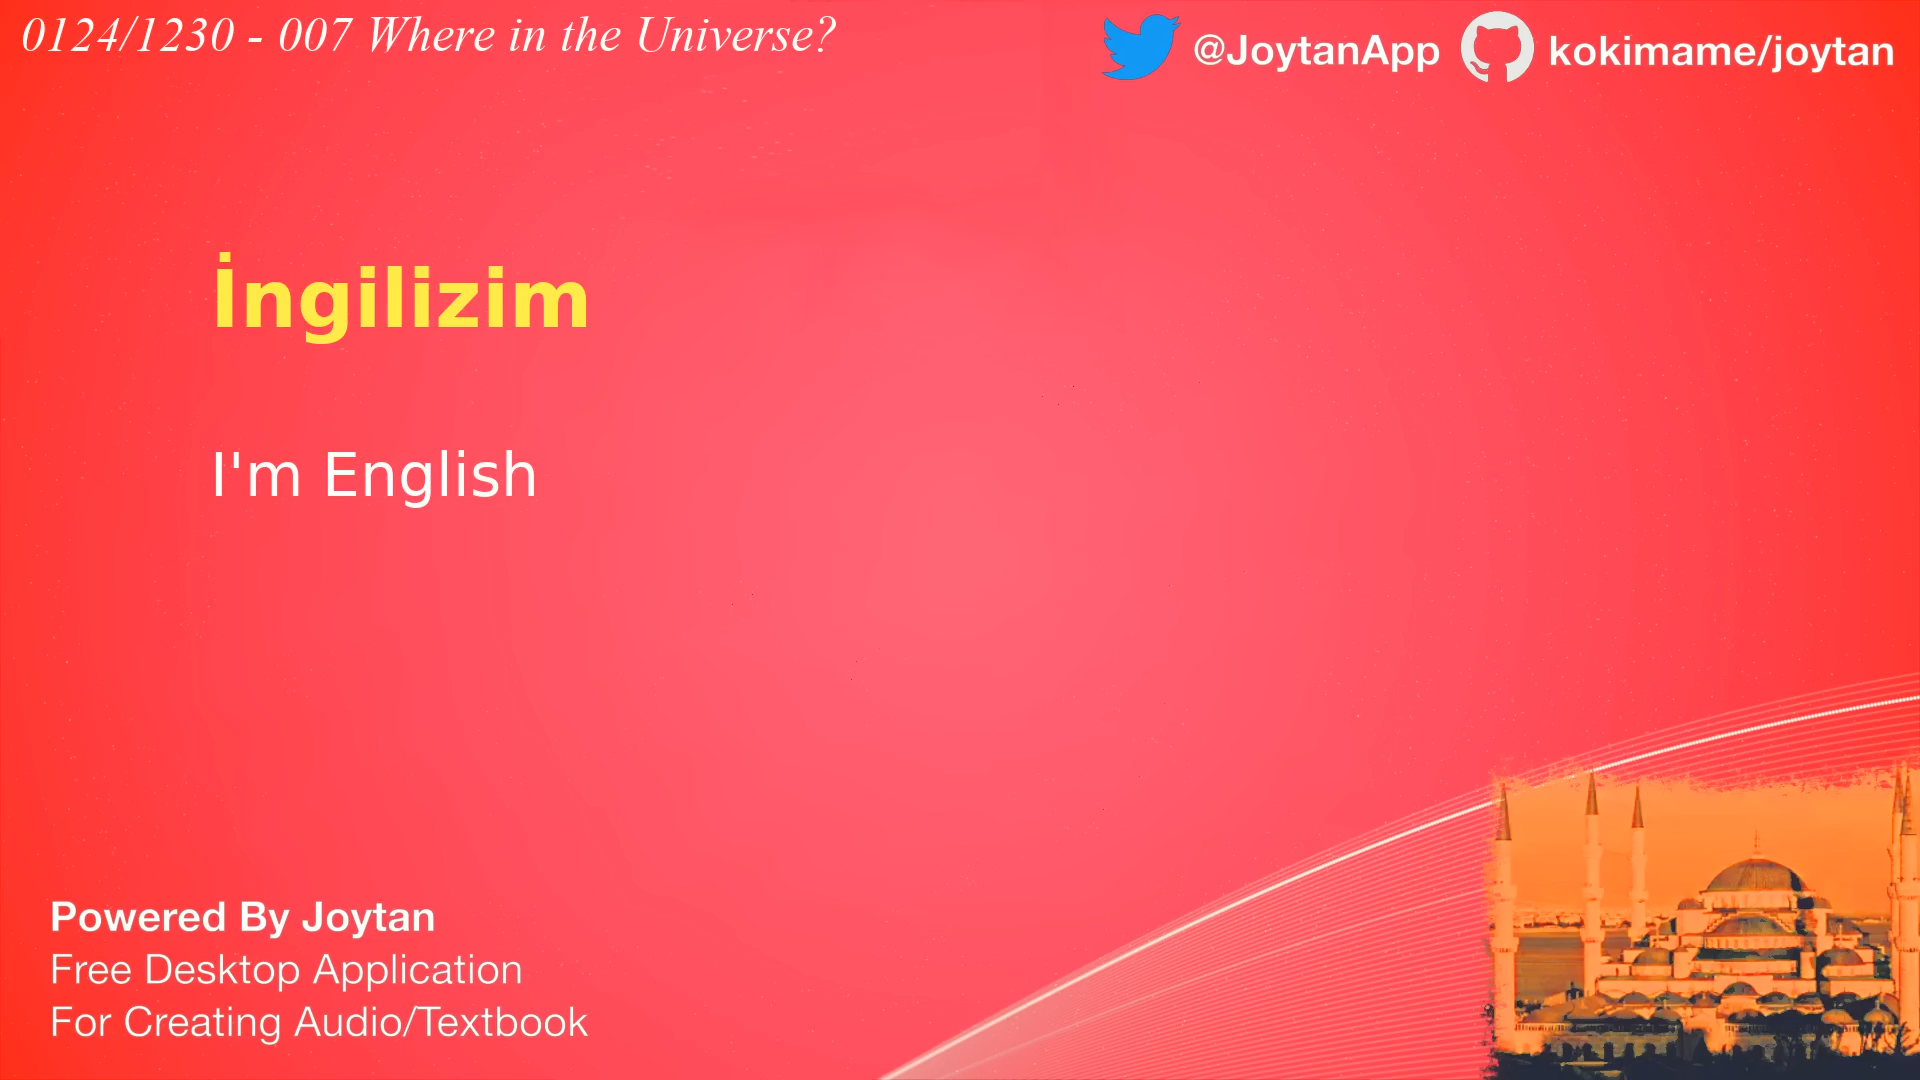 0124/1230 - 007 Where in the Universe?
@JoytanApp
kokimame/joytan
İngilizim
I'm English
Powered By Joytan
Free Desktop Application
For Creating Audio/Textbook